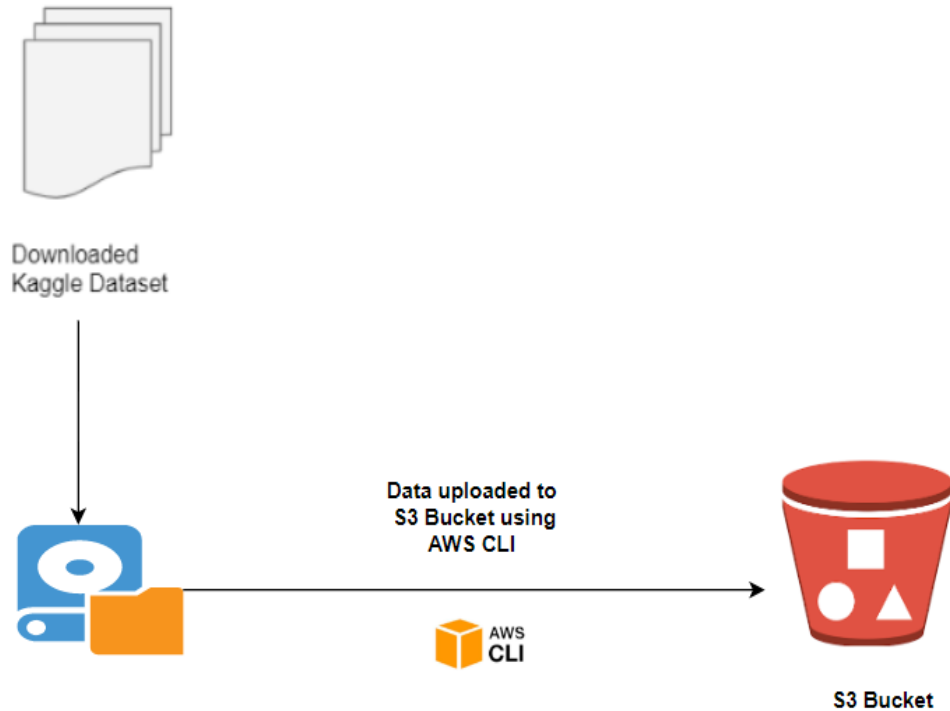 Downloaded
Kaggle Dataset
Data uploaded to
S3 Bucket using
AWS CLI
AWS
CLI
S3 Bucket